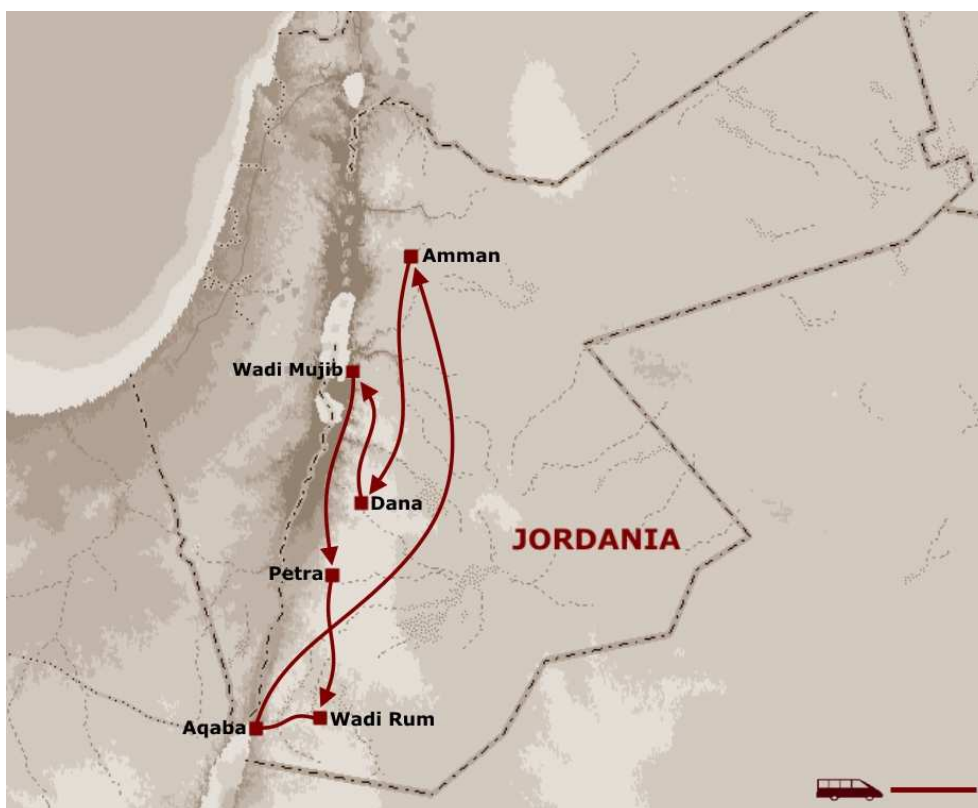 Amman
Wadi Mujib
Dana
JORDANIA
Petra
Wadi Rum
Aqaba